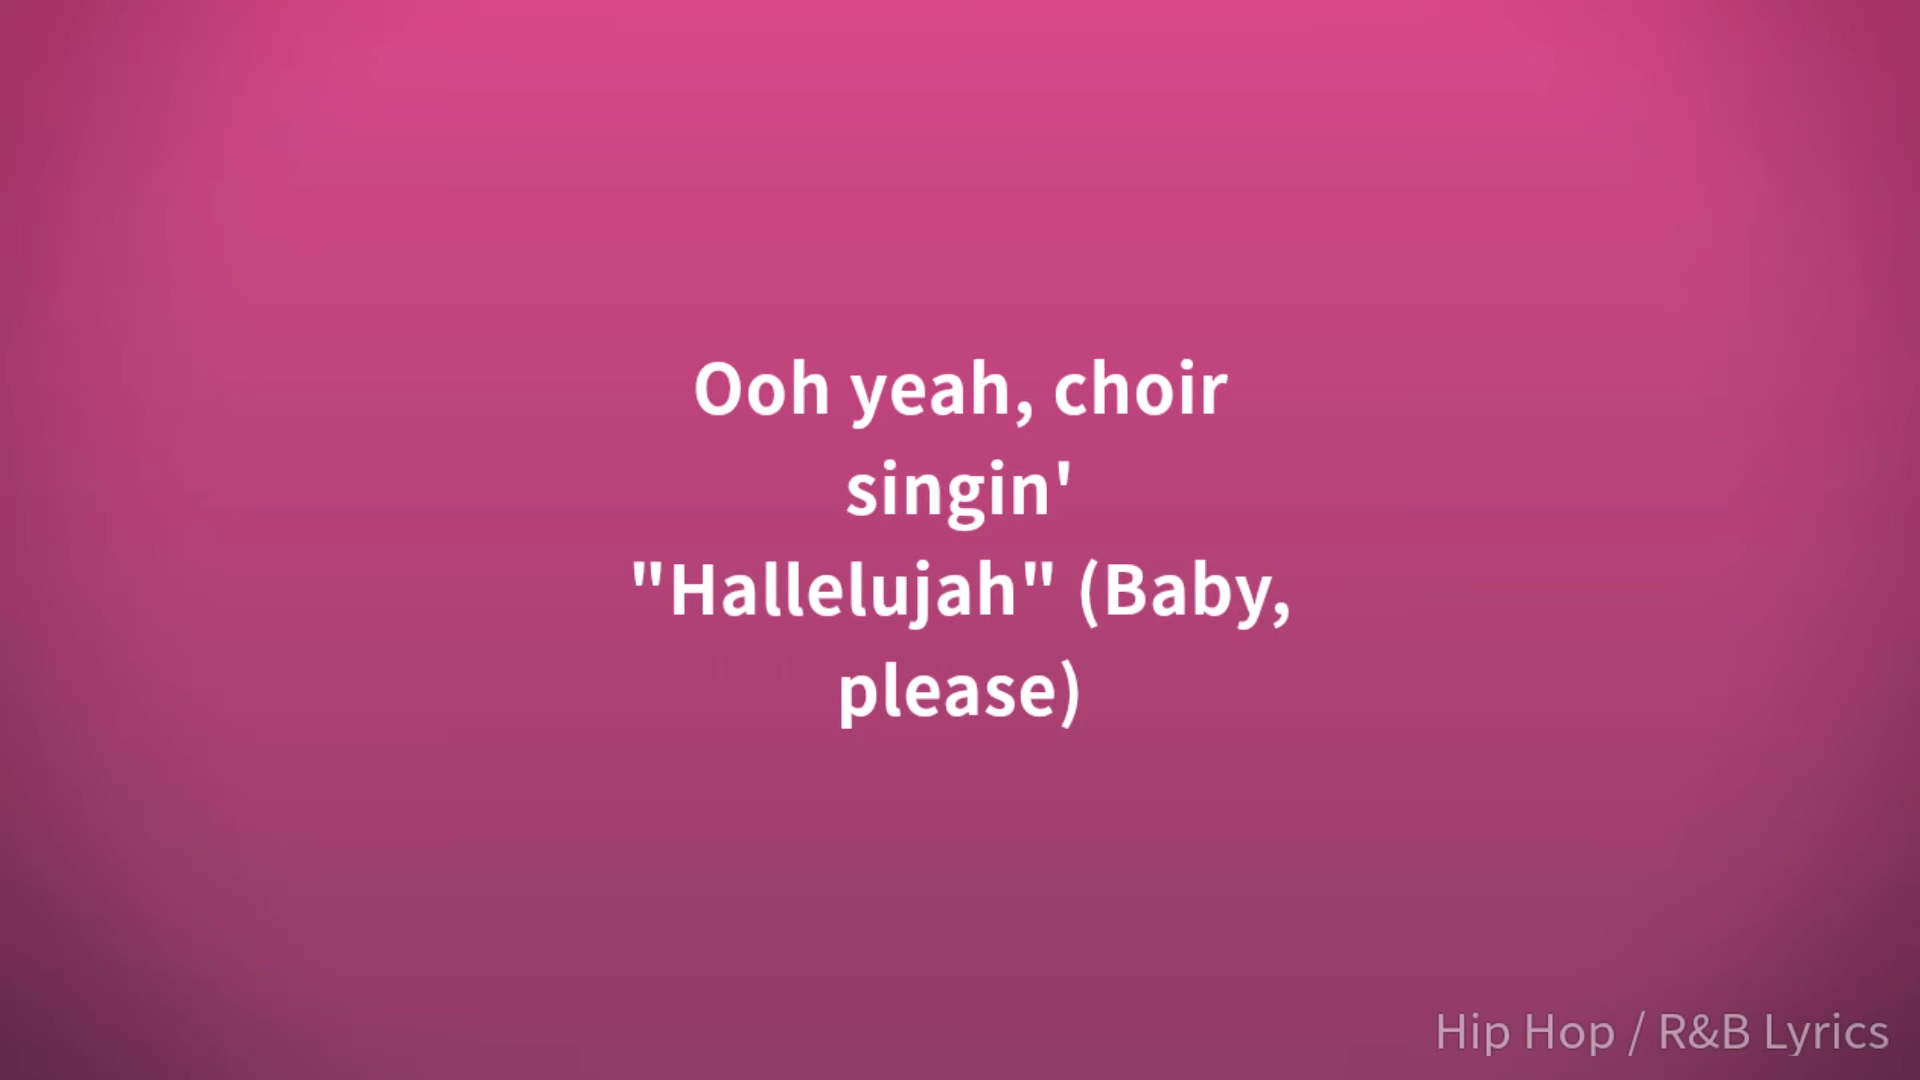 Ooh yeah, choir
singin'
"Hallelujah" (Baby,
please)
Hip Hop / R&B Lyrics